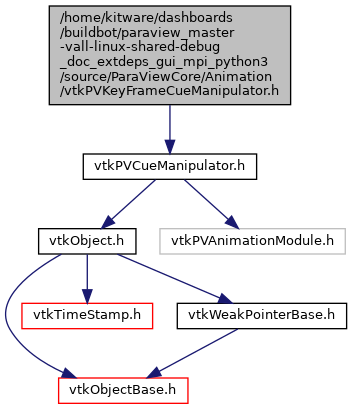 /home/kitware/dashboards
/buildbot/paraview_master
-vall-linux-shared-debug
_doc_extdeps_gui_mpi_python3
/source/ParaViewCore/Animation
/vtkPVKeyFrameCueManipulator.h
vtkPVCueManipulator.h
vtkObject.h
vtkPVAnimationModule.h
vtkTimeStamp.h
vtkWeakPointerBase.h
vtkObjectBase.h